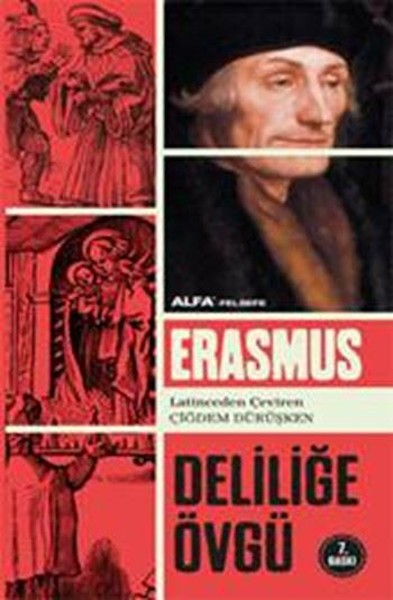 ALFA FELSEFE
ERASMUS
Latinceden Çeviren
ÇİĞDEM DÜRÜŞKEN
DELİLİĞE
ÖVGÜ
7.
BASKI